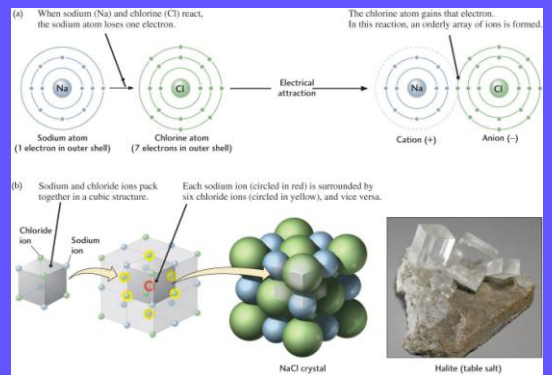 (a) When sodium (Na) and chlorine (Cl) react,
the sodium atom loses one electron.
The chlorine atom gains that electron.
In this reaction, an orderly array of ions is formed.
Na
Cl
Electrical
attraction
Na
Cl
Sodium atom
(1 electron in outer shell)
Chlorine atom
(7 electrons in outer shell)
Cation (+)
Anion (–)
(b) Sodium and chloride ions pack
together in a cubic structure.
Each sodium ion (circled in red) is surrounded by
six chloride ions (circled in yellow), and vice versa.
Chloride
ion
Sodium
ion
NaCl crystal
Halite (table salt)